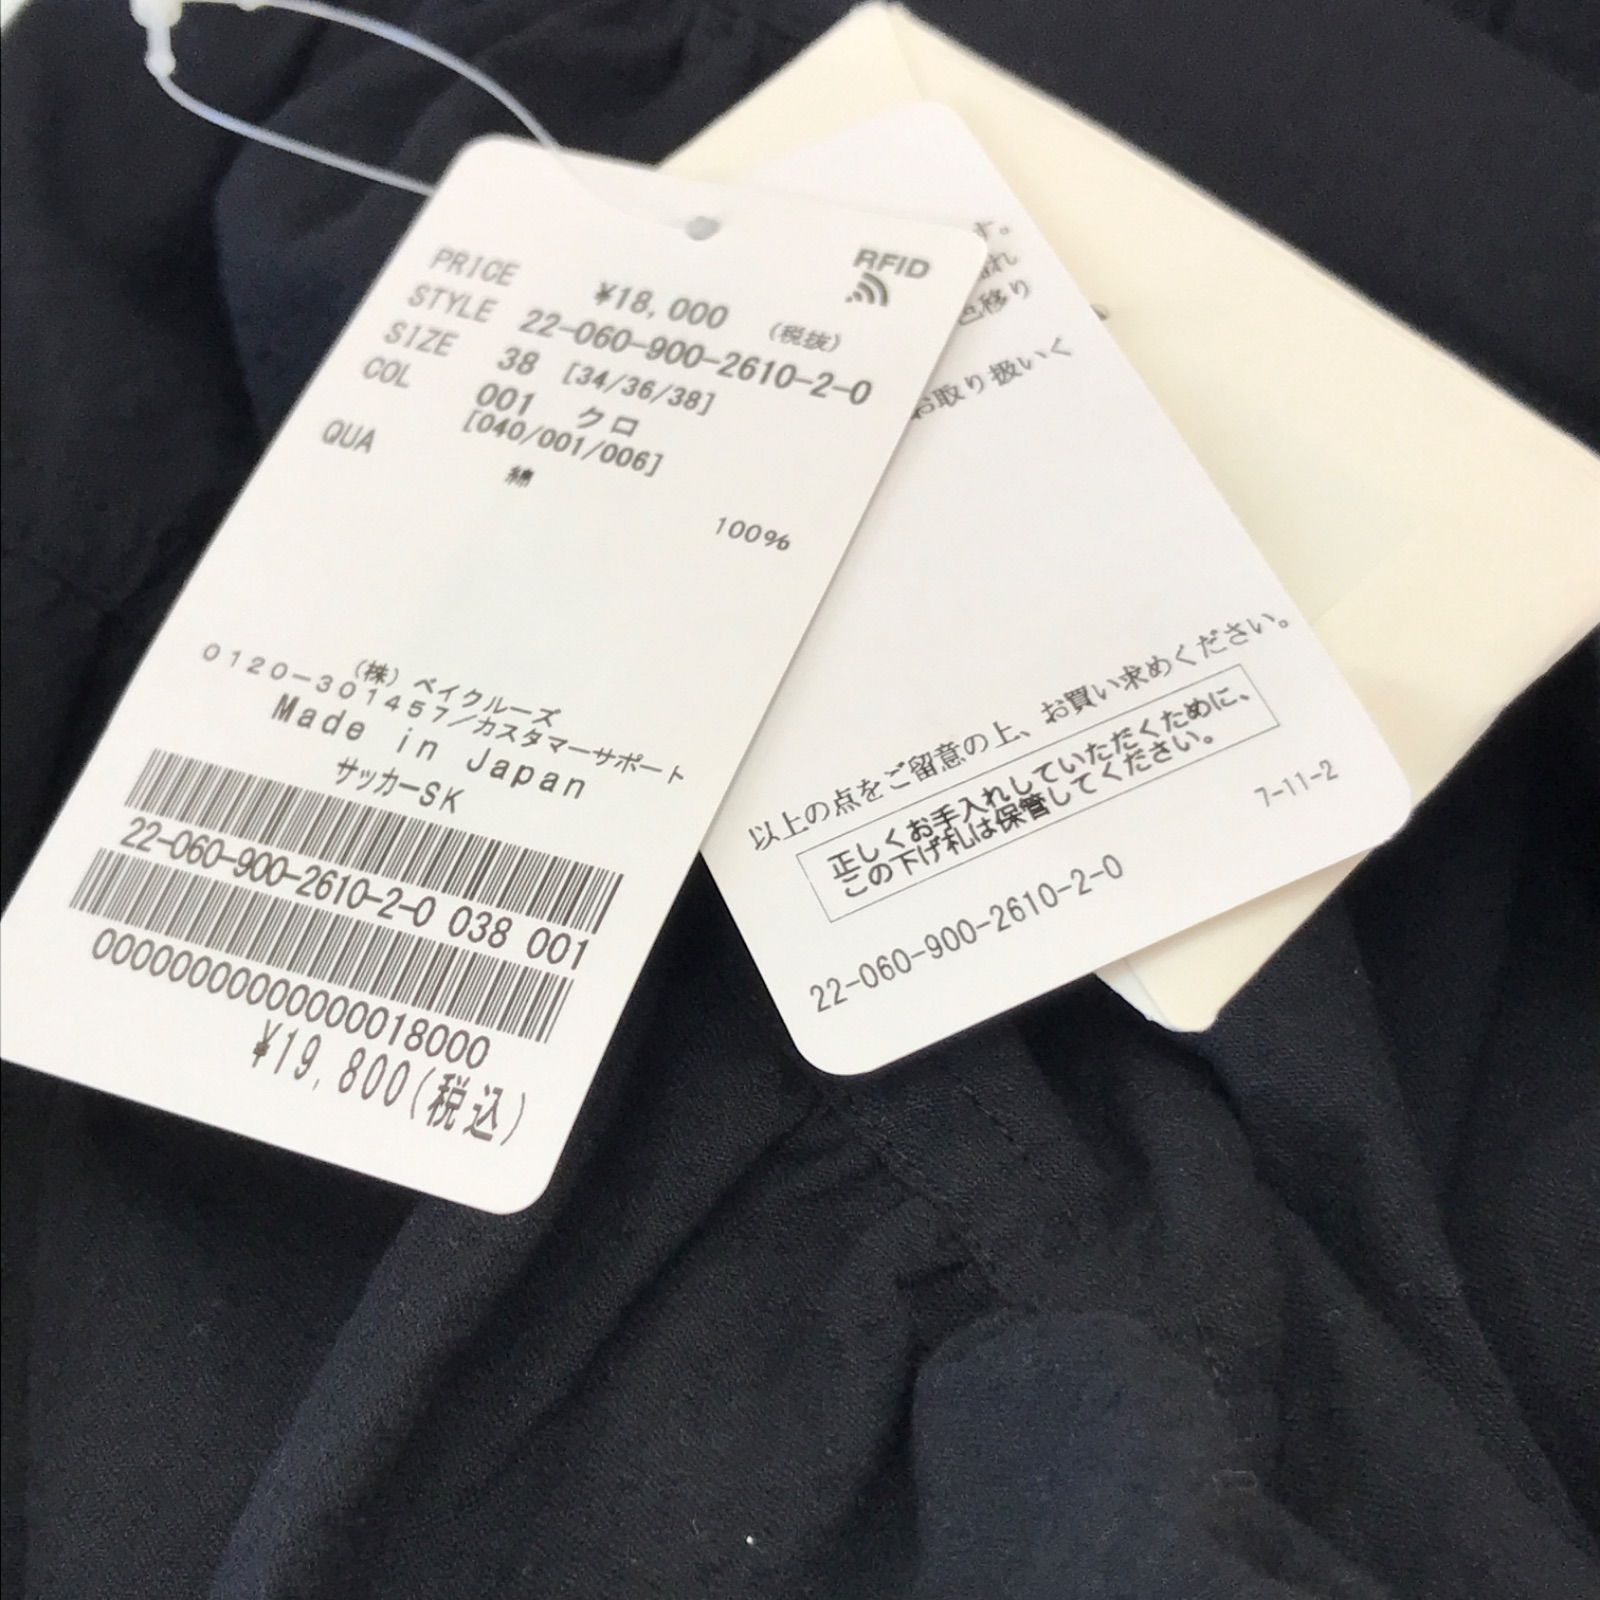 RFID
PRICE ¥18,000 (税抜)
STYLE 22-060-900-2610-2-0
SIZE 38 [34/36/38]
COL 001 クロ
[040/001/006]
QUA 綿
100%
(株) ベイクルーズ
0120-301457/カスタマーサポート
Made in Japan
サッカーSK
22-060-900-2610-2-0 038 001
¥19,800(税込)
す。
色移り
お取り扱いく
以上の点をご留意の上、お買い求めください。
正しくお手入れしていただくために、
この下げ札は保管してください。
7-11-2
22-060-900-2610-2-0